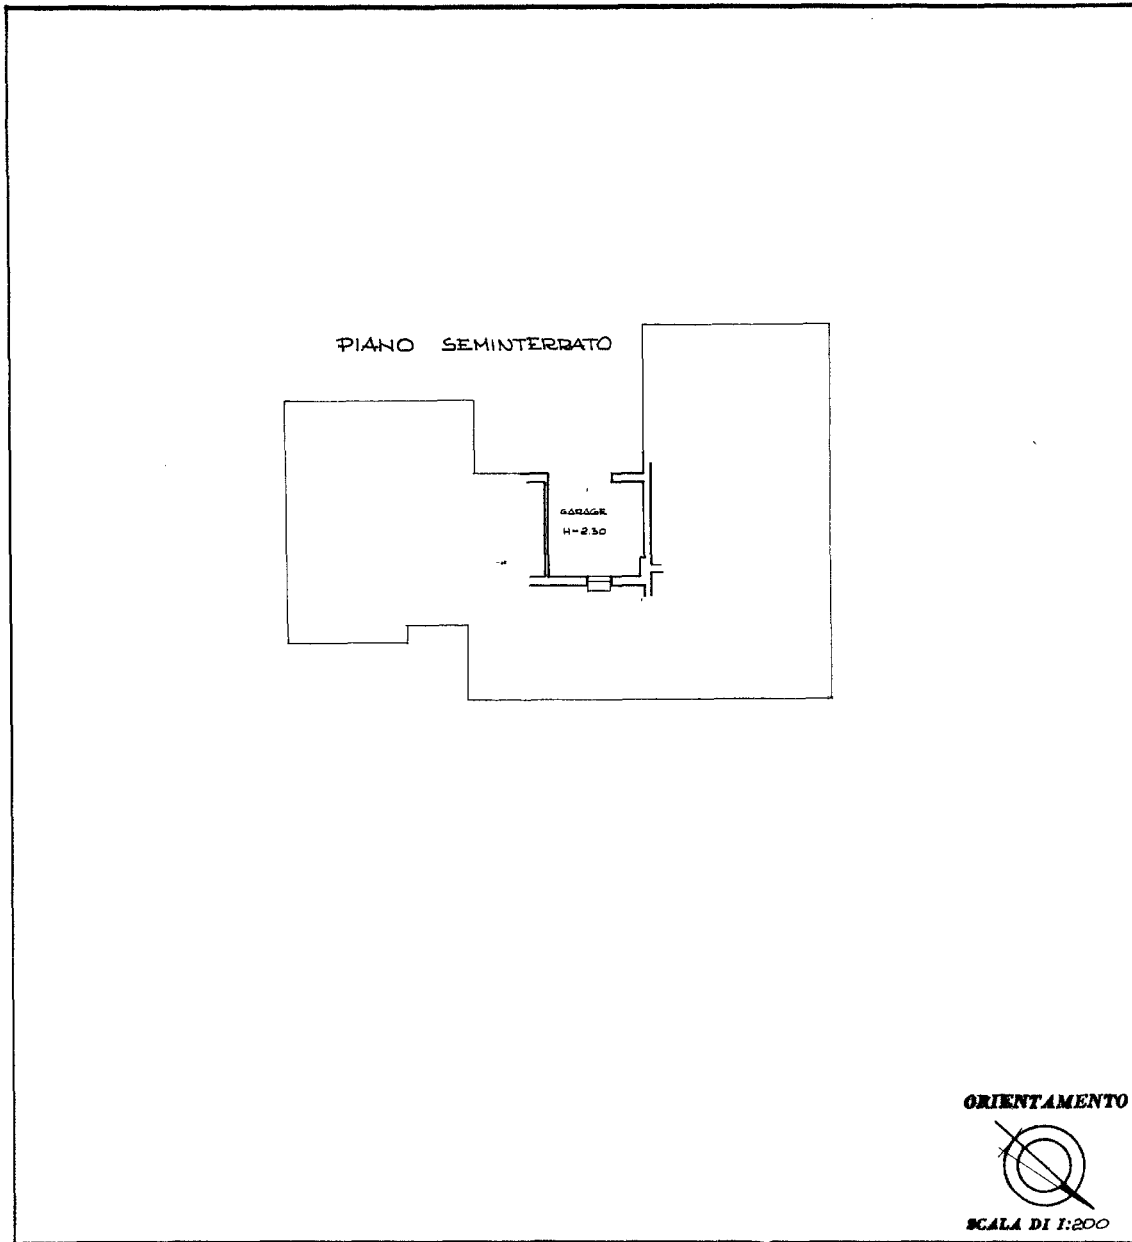 PIANO SEMINTERRATO
GARAGE
H=2.30
ORIENTAMENTO
SCALA DI 1:200